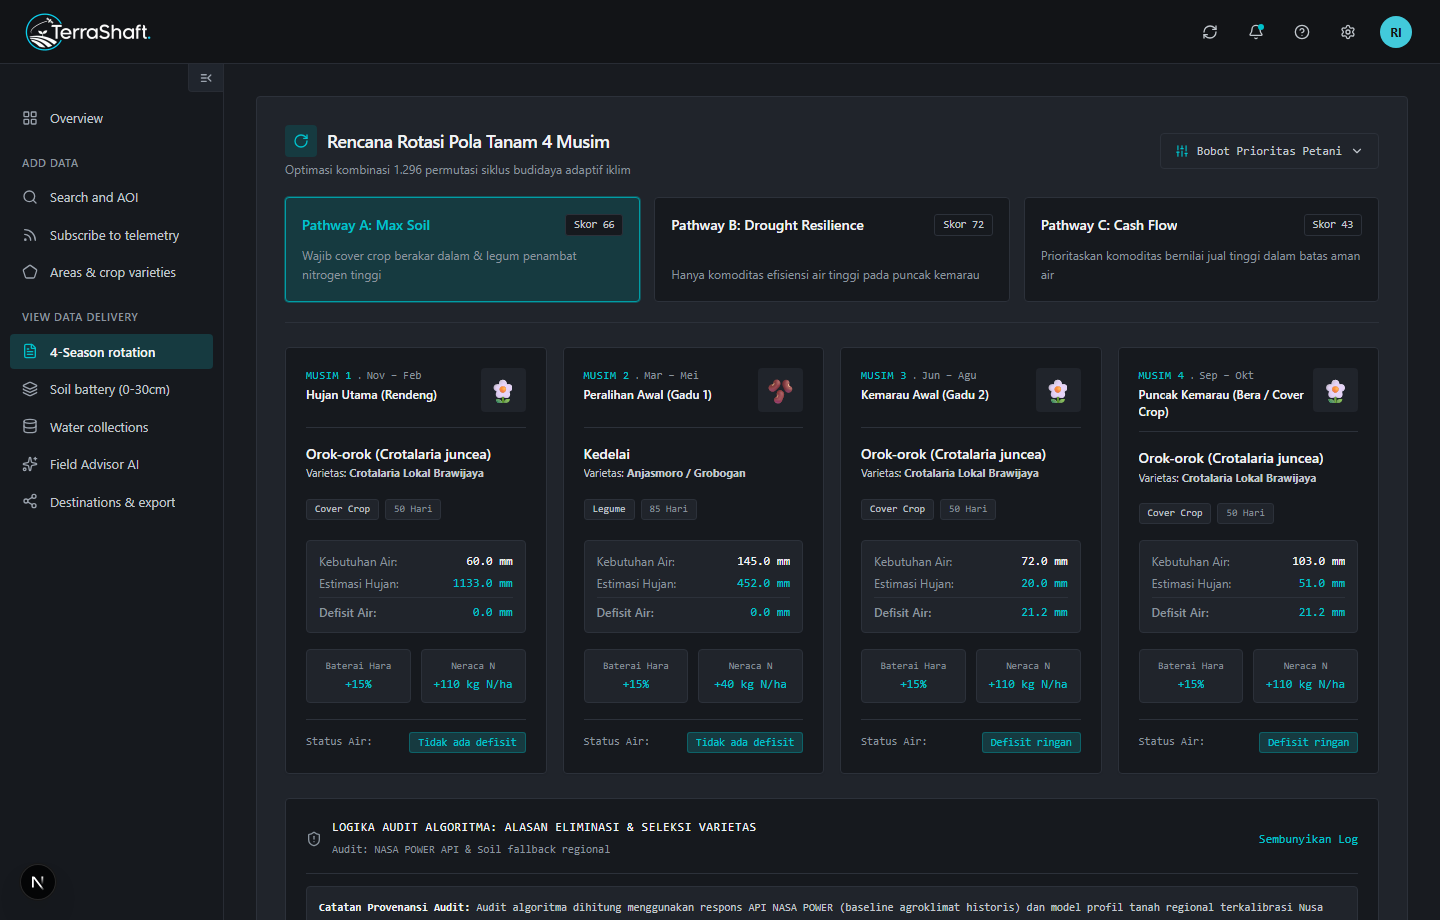 TerraShaft.
RI
Overview
ADD DATA
Search and AOI
Subscribe to telemetry
Areas & crop varieties
VIEW DATA DELIVERY
4-Season rotation
Soil battery (0-30cm)
Water collections
Field Advisor AI
Destinations & export
N
Rencana Rotasi Pola Tanam 4 Musim
Optimasi kombinasi 1.296 permutasi siklus budidaya adaptif iklim
Bobot Prioritas Petani
Pathway A: Max Soil
Skor 66
Wajib cover crop berakar dalam & legum penambat
nitrogen tinggi
Pathway B: Drought Resilience
Skor 72
Hanya komoditas efisiensi air tinggi pada puncak kemarau
Pathway C: Cash Flow
Skor 43
Prioritaskan komoditas bernilai jual tinggi dalam batas aman
air
MUSIM 1 . Nov – Feb
Hujan Utama (Rendeng)
Orok-orok (Crotalaria juncea)
Varietas: Crotalaria Lokal Brawijaya
Cover Crop 50 Hari
Kebutuhan Air: 60.0 mm
Estimasi Hujan: 1133.0 mm
Defisit Air: 0.0 mm
Baterai Hara
+15%
Neraca N
+110 kg N/ha
Status Air: Tidak ada defisit
MUSIM 2 . Mar – Mei
Peralihan Awal (Gadu 1)
Kedelai
Varietas: Anjasmoro / Grobogan
Legume 85 Hari
Kebutuhan Air: 145.0 mm
Estimasi Hujan: 452.0 mm
Defisit Air: 0.0 mm
Baterai Hara
+15%
Neraca N
+40 kg N/ha
Status Air: Tidak ada defisit
MUSIM 3 . Jun – Agu
Kemarau Awal (Gadu 2)
Orok-orok (Crotalaria juncea)
Varietas: Crotalaria Lokal Brawijaya
Cover Crop 50 Hari
Kebutuhan Air: 72.0 mm
Estimasi Hujan: 20.0 mm
Defisit Air: 21.2 mm
Baterai Hara
+15%
Neraca N
+110 kg N/ha
Status Air: Defisit ringan
MUSIM 4 . Sep – Okt
Puncak Kemarau (Bera / Cover
Crop)
Orok-orok (Crotalaria juncea)
Varietas: Crotalaria Lokal Brawijaya
Cover Crop 50 Hari
Kebutuhan Air: 103.0 mm
Estimasi Hujan: 51.0 mm
Defisit Air: 21.2 mm
Baterai Hara
+15%
Neraca N
+110 kg N/ha
Status Air: Defisit ringan
LOGIKA AUDIT ALGORITMA: ALASAN ELIMINASI & SELEKSI VARIETAS
Audit: NASA POWER API & Soil fallback regional
Sembunyikan Log
Catatan Provenansi Audit: Audit algoritma dihitung menggunakan respons API NASA POWER (baseline agroklimat historis) dan model profil tanah regional terkalibrasi Nusa